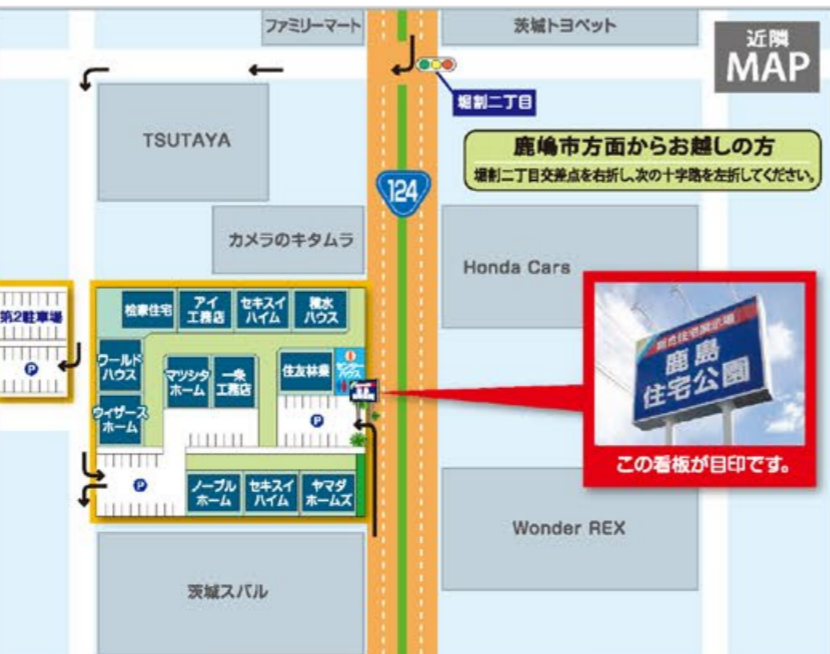 ファミリーマート
茨城トヨペット
近隣
MAP
堀割二丁目
TSUTAYA
鹿嶋市方面からお越しの方
堀割二丁目交差点を右折し、次の十字路を左折してください。
124
カメラのキタムラ
Honda Cars
第2駐車場
P
桧家住宅
アイ
工務店
セキスイ
ハイム
積水
ハウス
ワールド
ハウス
マツシタ
ホーム
一条
工務店
住友林業
センター
ハウス
ウィザース
ホーム
P
P
ノーブル
ホーム
セキスイ
ハイム
ヤマダ
ホームズ
総合住宅展示場
鹿島
住宅公園
この看板が目印です。
Wonder REX
茨城スバル